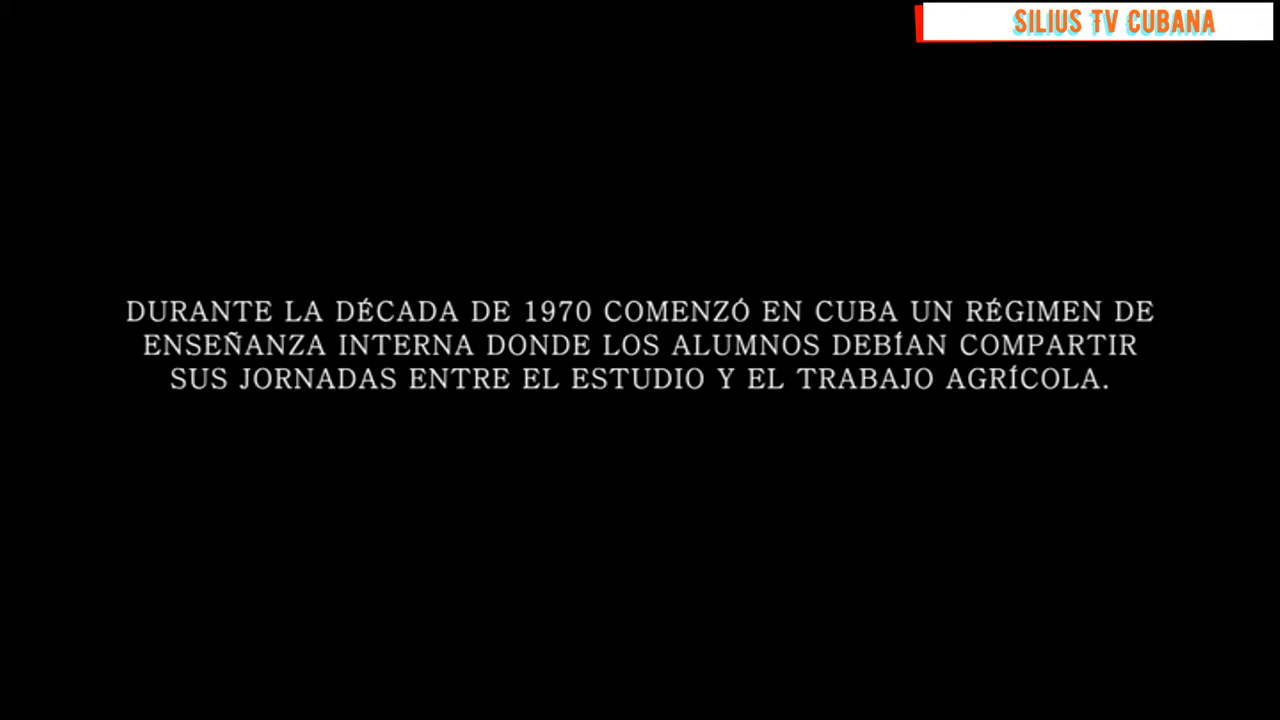 SILIUS TV CUBANA
DURANTE LA DÉCADA DE 1970 COMENZÓ EN CUBA UN RÉGIMEN DE
ENSEÑANZA INTERNA DONDE LOS ALUMNOS DEBÍAN COMPARTIR
SUS JORNADAS ENTRE EL ESTUDIO Y EL TRABAJO AGRÍCOLA.